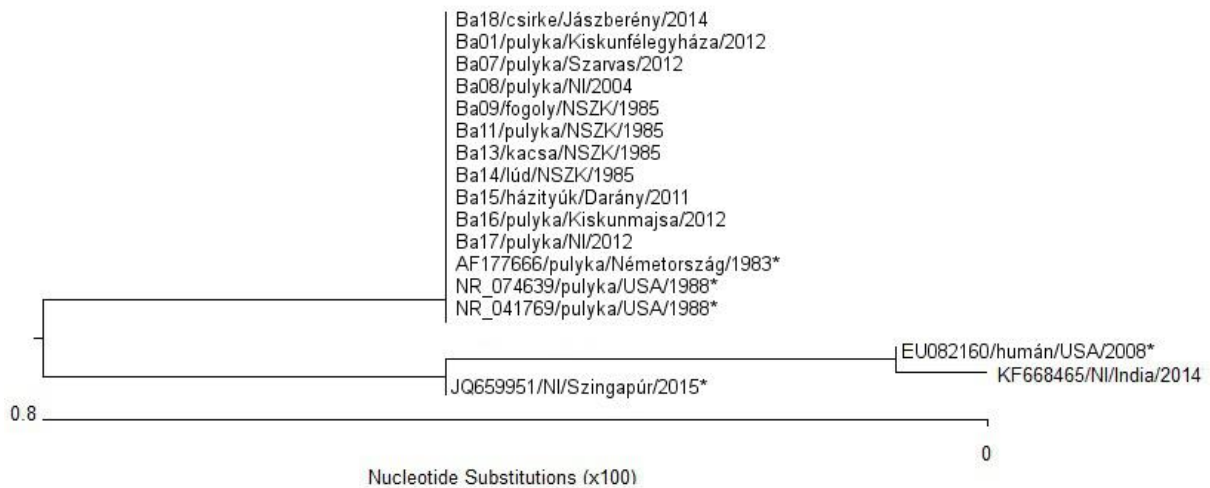 Ba18/csirke/Jászberény/2014
Ba01/pulyka/Kiskunfélegyháza/2012
Ba07/pulyka/Szarvas/2012
Ba08/pulyka/NI/2004
Ba09/fogoly/NSZK/1985
Ba11/pulyka/NSZK/1985
Ba13/kacsa/NSZK/1985
Ba14/lúd/NSZK/1985
Ba15/házityúk/Darány/2011
Ba16/pulyka/Kiskunmajsa/2012
Ba17/pulyka/NI/2012
AF177666/pulyka/Németország/1983*
NR_074639/pulyka/USA/1988*
NR_041769/pulyka/USA/1988*
EU082160/humán/USA/2008*
KF668465/NI/India/2014
JQ659951/NI/Szingapúr/2015*
0.8
0
Nucleotide Substitutions (x100)